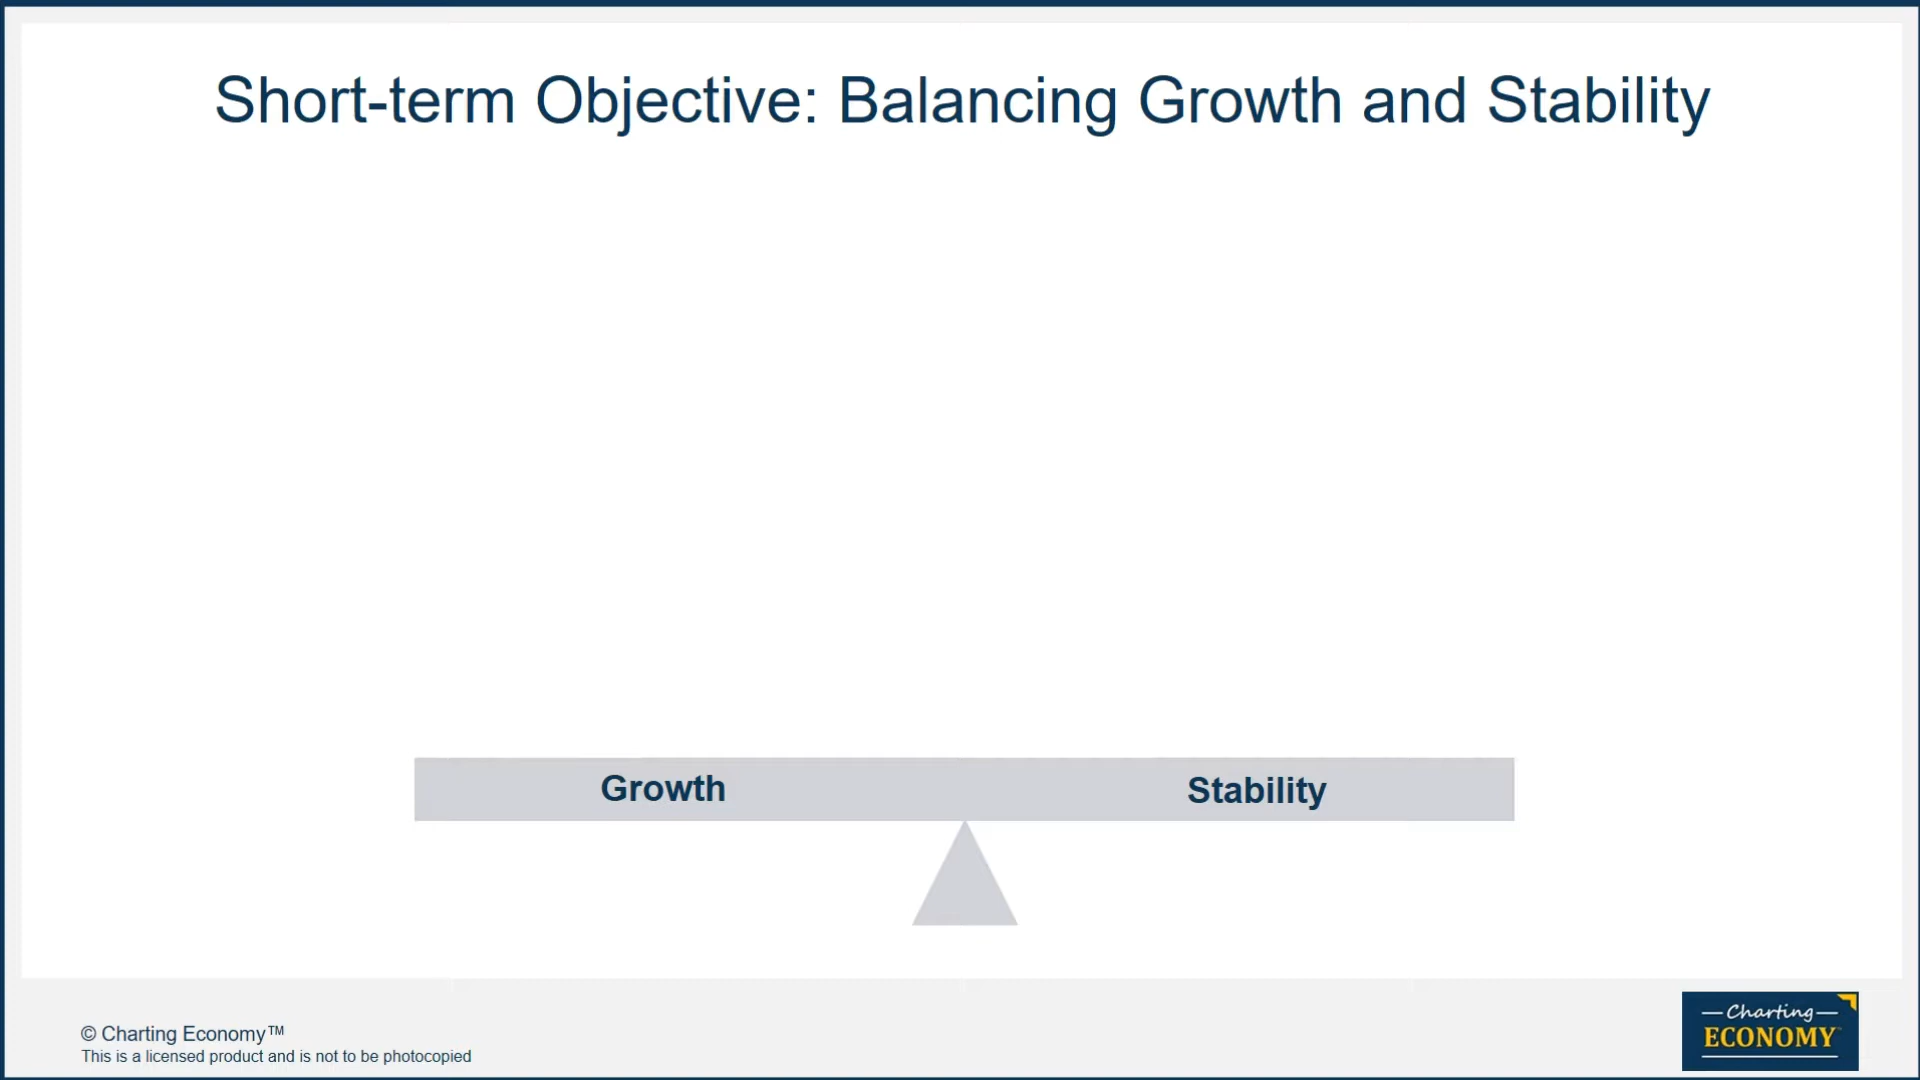 Short-term Objective: Balancing Growth and Stability
Growth
Stability
© Charting Economy™
This is a licensed product and is not to be photocopied
Charting
ECONOMY